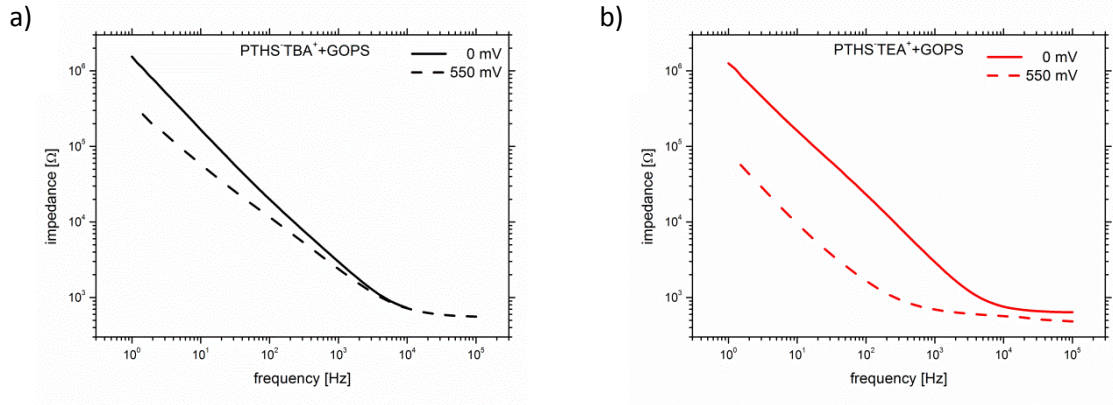 a)
PTHS⁻TBA⁺+GOPS
0 mV
550 mV
10⁶
10⁵
10⁴
10³
impedance [Ω]
10⁰ 10¹ 10² 10³ 10⁴ 10⁵
frequency [Hz]
b)
PTHS⁻TEA⁺+GOPS
0 mV
550 mV
10⁶
10⁵
10⁴
10³
impedance [Ω]
10⁰ 10¹ 10² 10³ 10⁴ 10⁵
frequency [Hz]